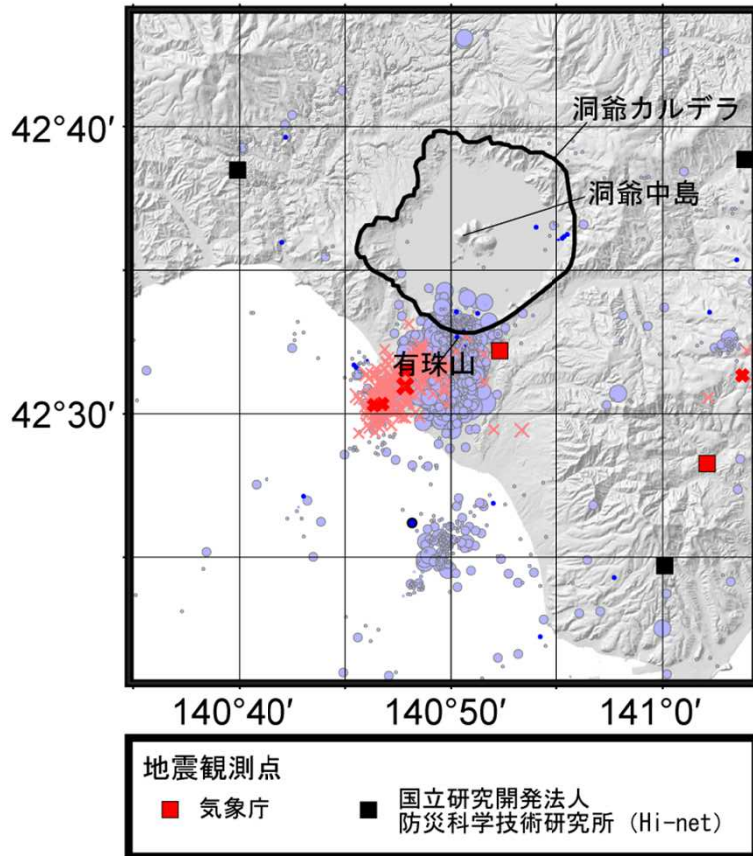 42°40′
洞爺カルデラ
洞爺中島
有珠山
42°30′
140°40′
140°50′
141°0′
地震観測点
気象庁
国立研究開発法人
防災科学技術研究所 (Hi-net)